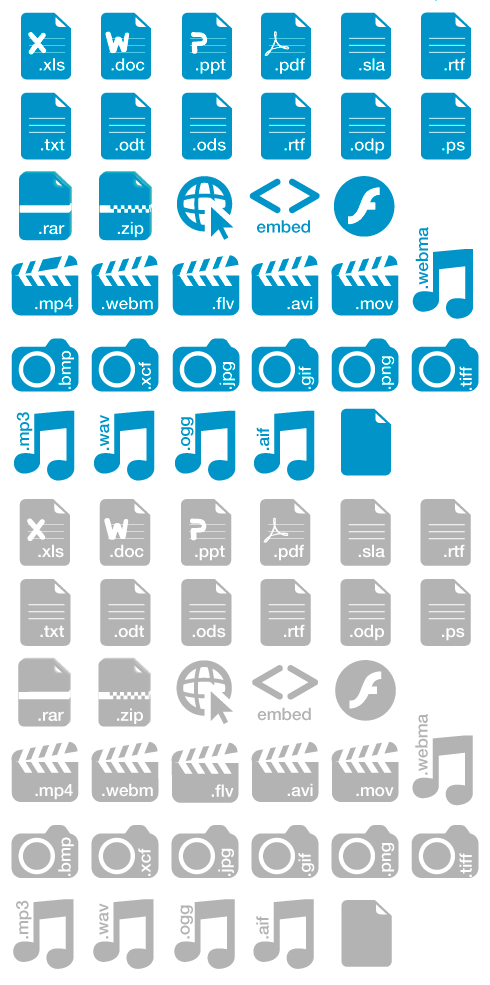 X W P
.xls .doc .ppt .pdf .sla .rtf
.txt .odt .ods .rtf .odp .ps
.rar .zip embed
.webma
.mp4 .webm .flv .avi .mov
.bmp .xcf .jpg .gif .png .tiff
.mp3 .wav .ogg .aif
X W P
.xls .doc .ppt .pdf .sla .rtf
.txt .odt .ods .rtf .odp .ps
.rar .zip embed
.webma
.mp4 .webm .flv .avi .mov
.bmp .xcf .jpg .gif .png .tiff
.mp3 .wav .ogg .aif